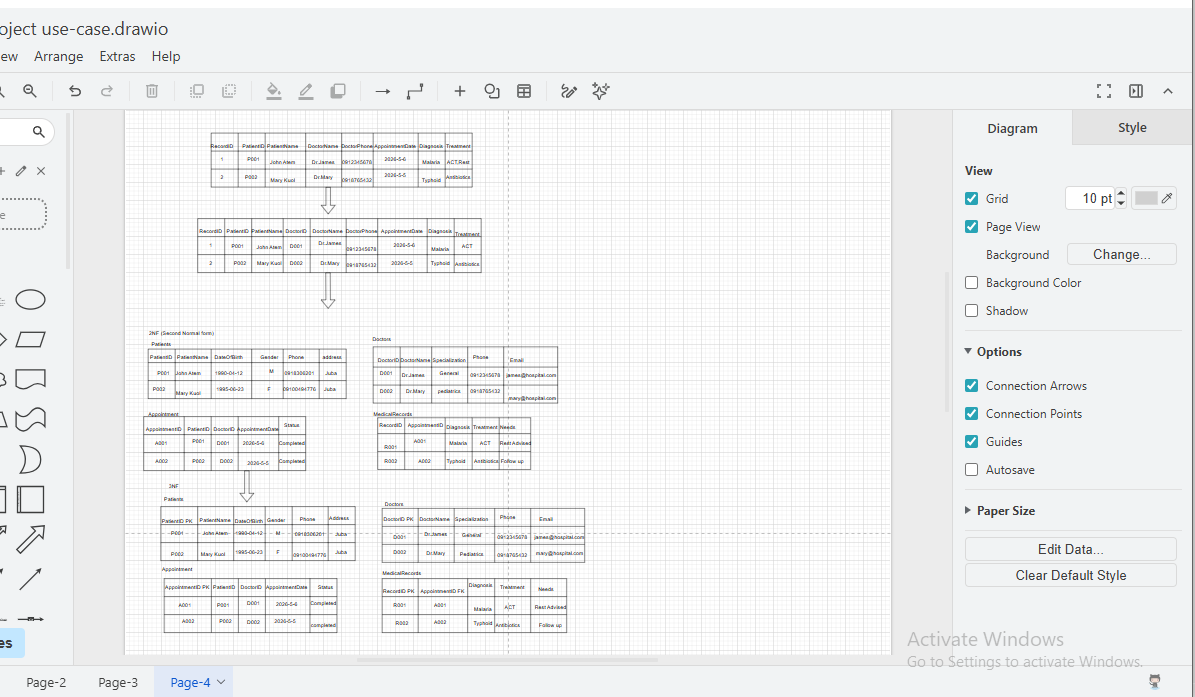 oject use-case.drawio
ew Arrange Extras Help
Diagram Style
View
Grid 10 pt
Page View
Background Change...
Background Color
Shadow
Options
Connection Arrows
Connection Points
Guides
Autosave
Paper Size
Edit Data...
Clear Default Style
RecordID PatientID PatientName DoctorName DoctorPhone AppointmentDate Diagnosis Treatment
1 P001 John Atem Dr.James 0912345678 2026-5-6 Malaria ACT,Rest
2 P002 Mary Kuol Dr.Mary 0918765432 2026-5-5 Typhoid Antibiotics
RecordID PatientID PatientName DoctorID DoctorName DoctorPhone AppointmentDate Diagnosis Treatment
1 P001 John Atem D001 Dr.James 0912345678 2026-5-6 Malaria ACT
2 P002 Mary Kuol D002 Dr.Mary 0918765432 2026-5-5 Typhoid Antibiotics
2NF (Second Normal form)
Patients
PatientID PatientName DateOfBirth Gender Phone address
P001 John Atem 1990-04-12 M 0918306201 Juba
P002 Mary Kuol 1995-06-23 F 09100494776 Juba
Doctors
DoctorID DoctorName Specialization Phone Email
D001 Dr.James General 0912345678 james@hospital.com
D002 Dr.Mary pediatrics 0918765432 mary@hospital.com
Appointment
AppointmentID PatientID DoctorID AppointmentDate Status
A001 P001 D001 2026-5-6 Completed
A002 P002 D002 2026-5-5 Completed
MedicalRecords
RecordID AppointmentID Diagnosis Treatment Needs
R001 A001 Malaria ACT Rest Advised
R002 A002 Typhoid Antibiotics Follow up
3NF
Patients
PatientID PK PatientName DateOfBirth Gender Phone Address
P001 John Atem 1990-04-12 M 0918306201 Juba
P002 Mary Kuol 1995-06-23 F 09100494776 Juba
Doctors
DoctorID PK DoctorName Specialization Phone Email
D001 Dr.James General 0912345678 james@hospital.com
D002 Dr.Mary Pediatrics 0918765432 mary@hospital.com
Appointment
AppointmentID PK PatientID DoctorID AppointmentDate Status
A001 P001 D001 2026-5-6 Completed
A002 P002 D002 2026-5-5 completed
MedicalRecords
RecordID PK AppointmentID FK Diagnosis Treatment Needs
R001 A001 Malaria ACT Rest Advised
R002 A002 Typhoid Antibiotics Follow up
Activate Windows
Go to Settings to activate Windows.
es
Page-2 Page-3 Page-4